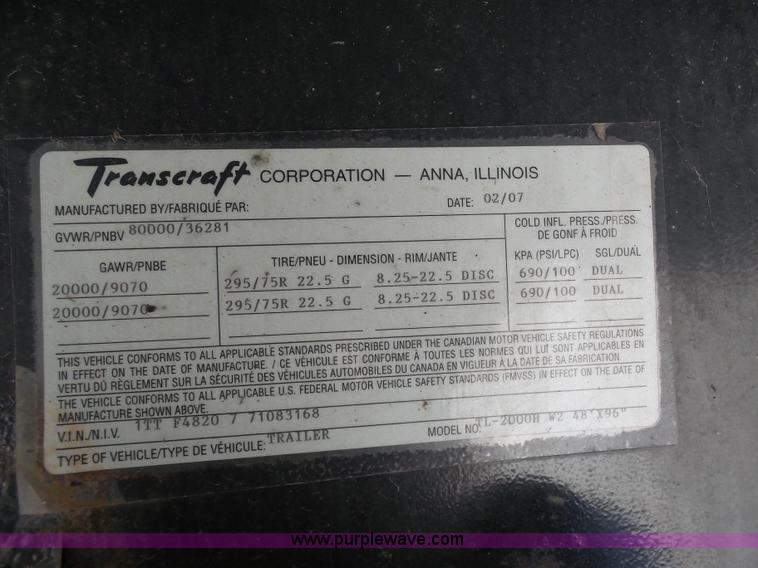 Transcraft CORPORATION — ANNA, ILLINOIS
MANUFACTURED BY/FABRIQUÉ PAR: DATE: 02/07
GVWR/PNBV 80000/36281
COLD INFL. PRESS./PRESS.
DE GONF À FROID
GAWR/PNBE TIRE/PNEU - DIMENSION - RIM/JANTE KPA (PSI/LPC) SGL/DUAL
20000/9070 295/75R 22.5 G 8.25-22.5 DISC 690/100 DUAL
20000/9070 295/75R 22.5 G 8.25-22.5 DISC 690/100 DUAL
THIS VEHICLE CONFORMS TO ALL APPLICABLE STANDARDS PRESCRIBED UNDER THE CANADIAN MOTOR VEHICLE SAFETY REGULATIONS
IN EFFECT ON THE DATE OF MANUFACTURE. / CE VÉHICULE EST CONFORME À TOUTES LES NORMES QUI LUI SONT APPLICABLES EN
VERTU DÛ RÈGLEMENT SUR LA SÉCURITÉ DES VÉHICULES AUTOMOBILES DU CANADA EN VIGUEUR À LA DATE DE SA FABRICATION.
THE VEHICLE CONFORMS TO ALL APPLICABLE U.S. FEDERAL MOTOR VEHICLE SAFETY STANDARDS (FMVSS) IN EFFECT ON THE DATE OF
MANUFACTURE SHOWN ABOVE.
V.I.N./N.I.V. 1TT F4820 7 71083168 MODEL NO. TL-2000H W2 48'X96"
TYPE OF VEHICLE/TYPE DE VÉHICULE: TRAILER
www.purplewave.com